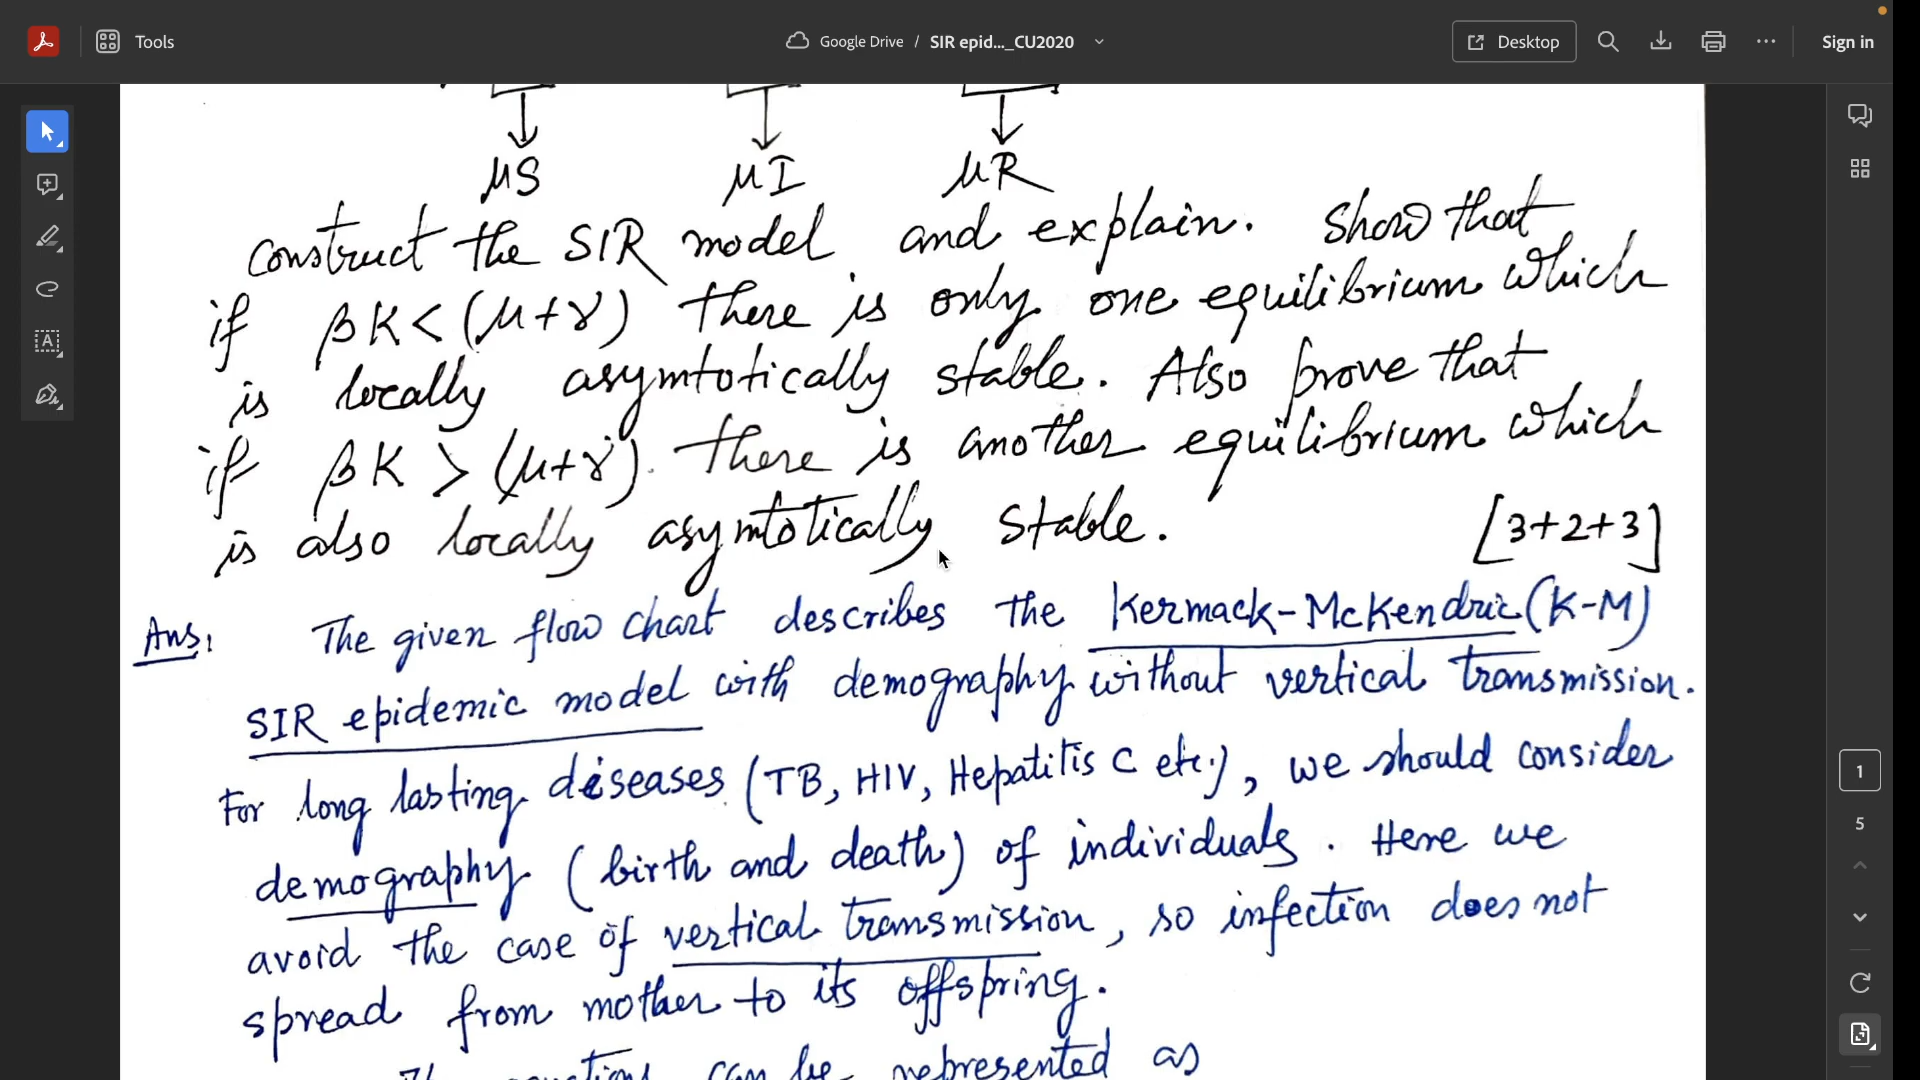 Tools
Google Drive / SIR epid..._CU2020
Desktop
Sign in
μS μI μR
Construct the SIR model and explain. Show that
if βK < (μ+γ) there is only one equilibrium which
is locally asymtotically stable. Also prove that
if βK > (μ+γ). there is another equilibrium which
is also locally asymtotically stable. [3+2+3]
Ans: The given flow chart describes the Kermack-McKendric (K-M)
SIR epidemic model with demography without vertical transmission.
For long lasting diseases (TB, HIV, Hepatitis C etc.), we should consider
demography (birth and death) of individuals. Here we
avoid the case of vertical transmission, so infection does not
spread from mother to its offspring.
can be represented as
1
5